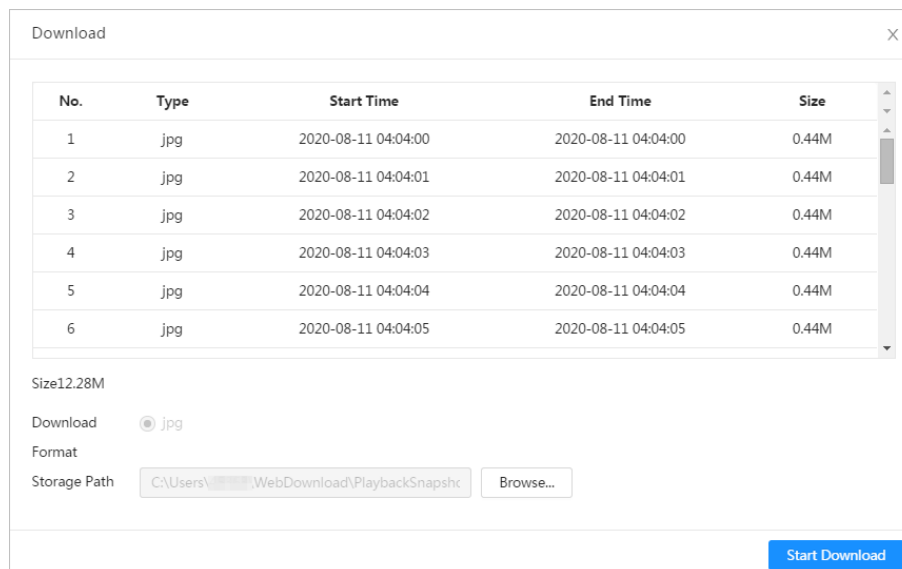 Download
No. Type Start Time End Time Size
1 jpg 2020-08-11 04:04:00 2020-08-11 04:04:00 0.44M
2 jpg 2020-08-11 04:04:01 2020-08-11 04:04:01 0.44M
3 jpg 2020-08-11 04:04:02 2020-08-11 04:04:02 0.44M
4 jpg 2020-08-11 04:04:03 2020-08-11 04:04:03 0.44M
5 jpg 2020-08-11 04:04:04 2020-08-11 04:04:04 0.44M
6 jpg 2020-08-11 04:04:05 2020-08-11 04:04:05 0.44M
Size12.28M
Download jpg
Format
Storage Path C:\Users\ WebDownload\PlaybackSnapsho Browse...
Start Download